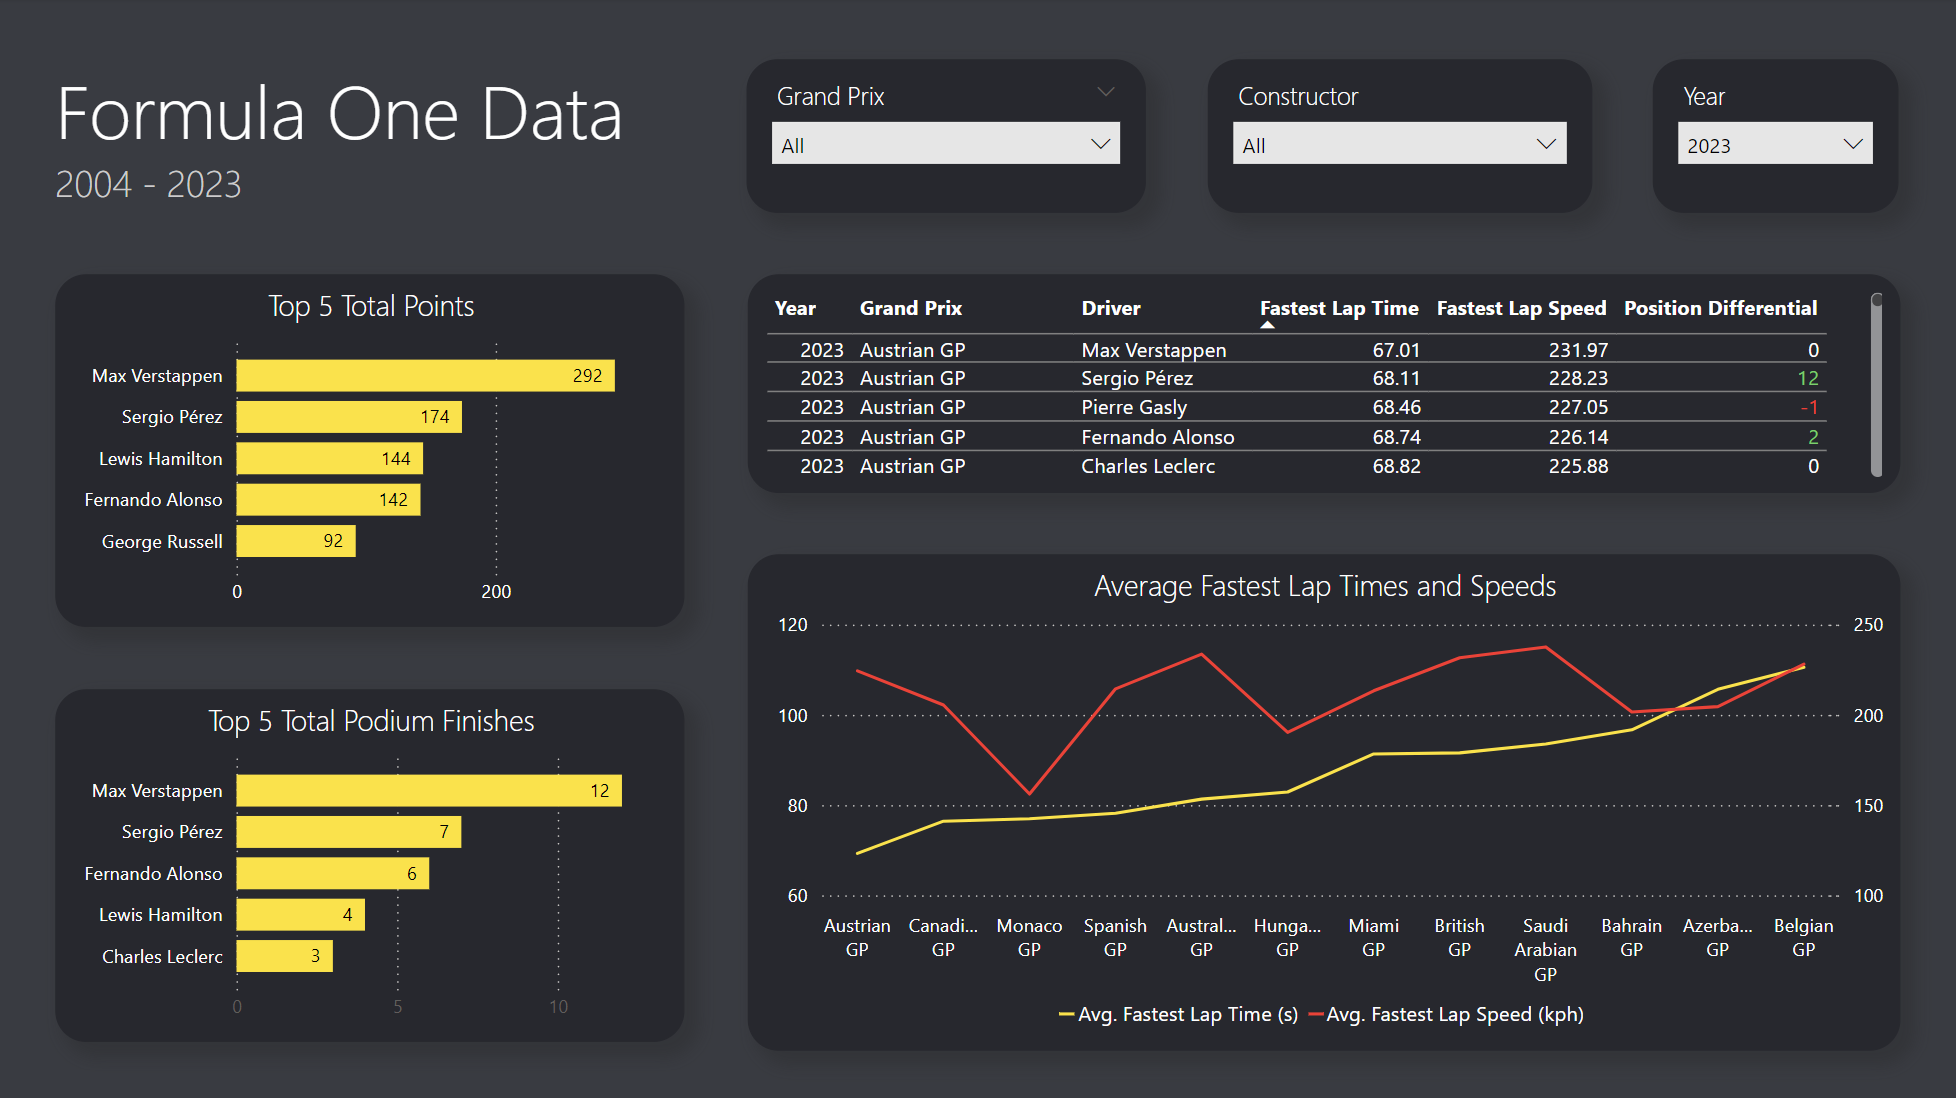 Formula One Data
2004 - 2023
Grand Prix
All
Constructor
All
Year
2023
Top 5 Total Points
Max Verstappen 292
Sergio Pérez 174
Lewis Hamilton 144
Fernando Alonso 142
George Russell 92
0 200
Top 5 Total Podium Finishes
Max Verstappen 12
Sergio Pérez 7
Fernando Alonso 6
Lewis Hamilton 4
Charles Leclerc 3
0 5 10
Year Grand Prix Driver Fastest Lap Time Fastest Lap Speed Position Differential
2023 Austrian GP Max Verstappen 67.01 231.97 0
2023 Austrian GP Sergio Pérez 68.11 228.23 12
2023 Austrian GP Pierre Gasly 68.46 227.05 -1
2023 Austrian GP Fernando Alonso 68.74 226.14 2
2023 Austrian GP Charles Leclerc 68.82 225.88 0
Average Fastest Lap Times and Speeds
120 250
100 200
80 150
60 100
Austrian Canadi... Monaco Spanish Austral... Hunga... Miami British Saudi Bahrain Azerba... Belgian
GP GP GP GP GP GP GP GP Arabian GP GP GP
GP
Avg. Fastest Lap Time (s) Avg. Fastest Lap Speed (kph)